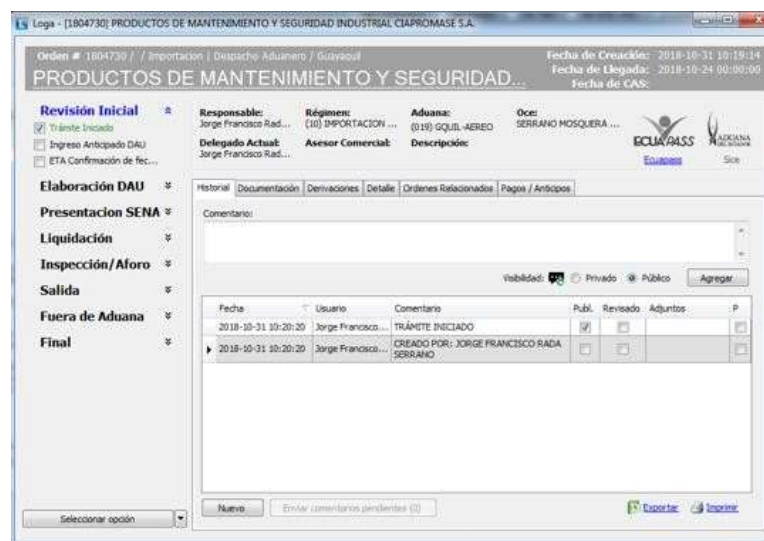 Loga - [1804730] PRODUCTOS DE MANTENIMIENTO Y SEGURIDAD INDUSTRIAL CIAPROMASE S.A.
Orden # 1804730 / / Importacion | Despacho Aduanero / Guayaquil
PRODUCTOS DE MANTENIMIENTO Y SEGURIDAD...
Fecha de Creación: 2018-10-31 10:19:14
Fecha de Llegada: 2018-10-24 00:00:00
Fecha de CAS:
Revisión Inicial
Trámite Iniciado
Ingreso Anticipado DAU
ETA Confirmación de fec...
Elaboración DAU
Presentacion SENA
Liquidación
Inspección/Aforo
Salida
Fuera de Aduana
Final
Seleccionar opción
Responsable: Régimen: Aduana: Oce:
Jorge Francisco Rad... (10) IMPORTACION ... (019) GQUIL-AEREO SERRANO MOSQUERA ...
Delegado Actual: Asesor Comercial: Descripción:
Jorge Francisco Rad...
ECUAPASS ADUANA
Ecuapass Sice
Historial Documentación Derivaciones Detalle Ordenes Relacionados Pagos / Anticipos
Comentario:
Visibilidad: Privado Público Agregar
Fecha Usuario Comentario Publ. Revisado Adjuntos P
2018-10-31 10:20:20 Jorge Francisco... TRÁMITE INICIADO
2018-10-31 10:20:20 Jorge Francisco... CREADO POR: JORGE FRANCISCO RADA
SERRANO
Nuevo Enviar comentarios pendientes (0) Exportar Imprimir